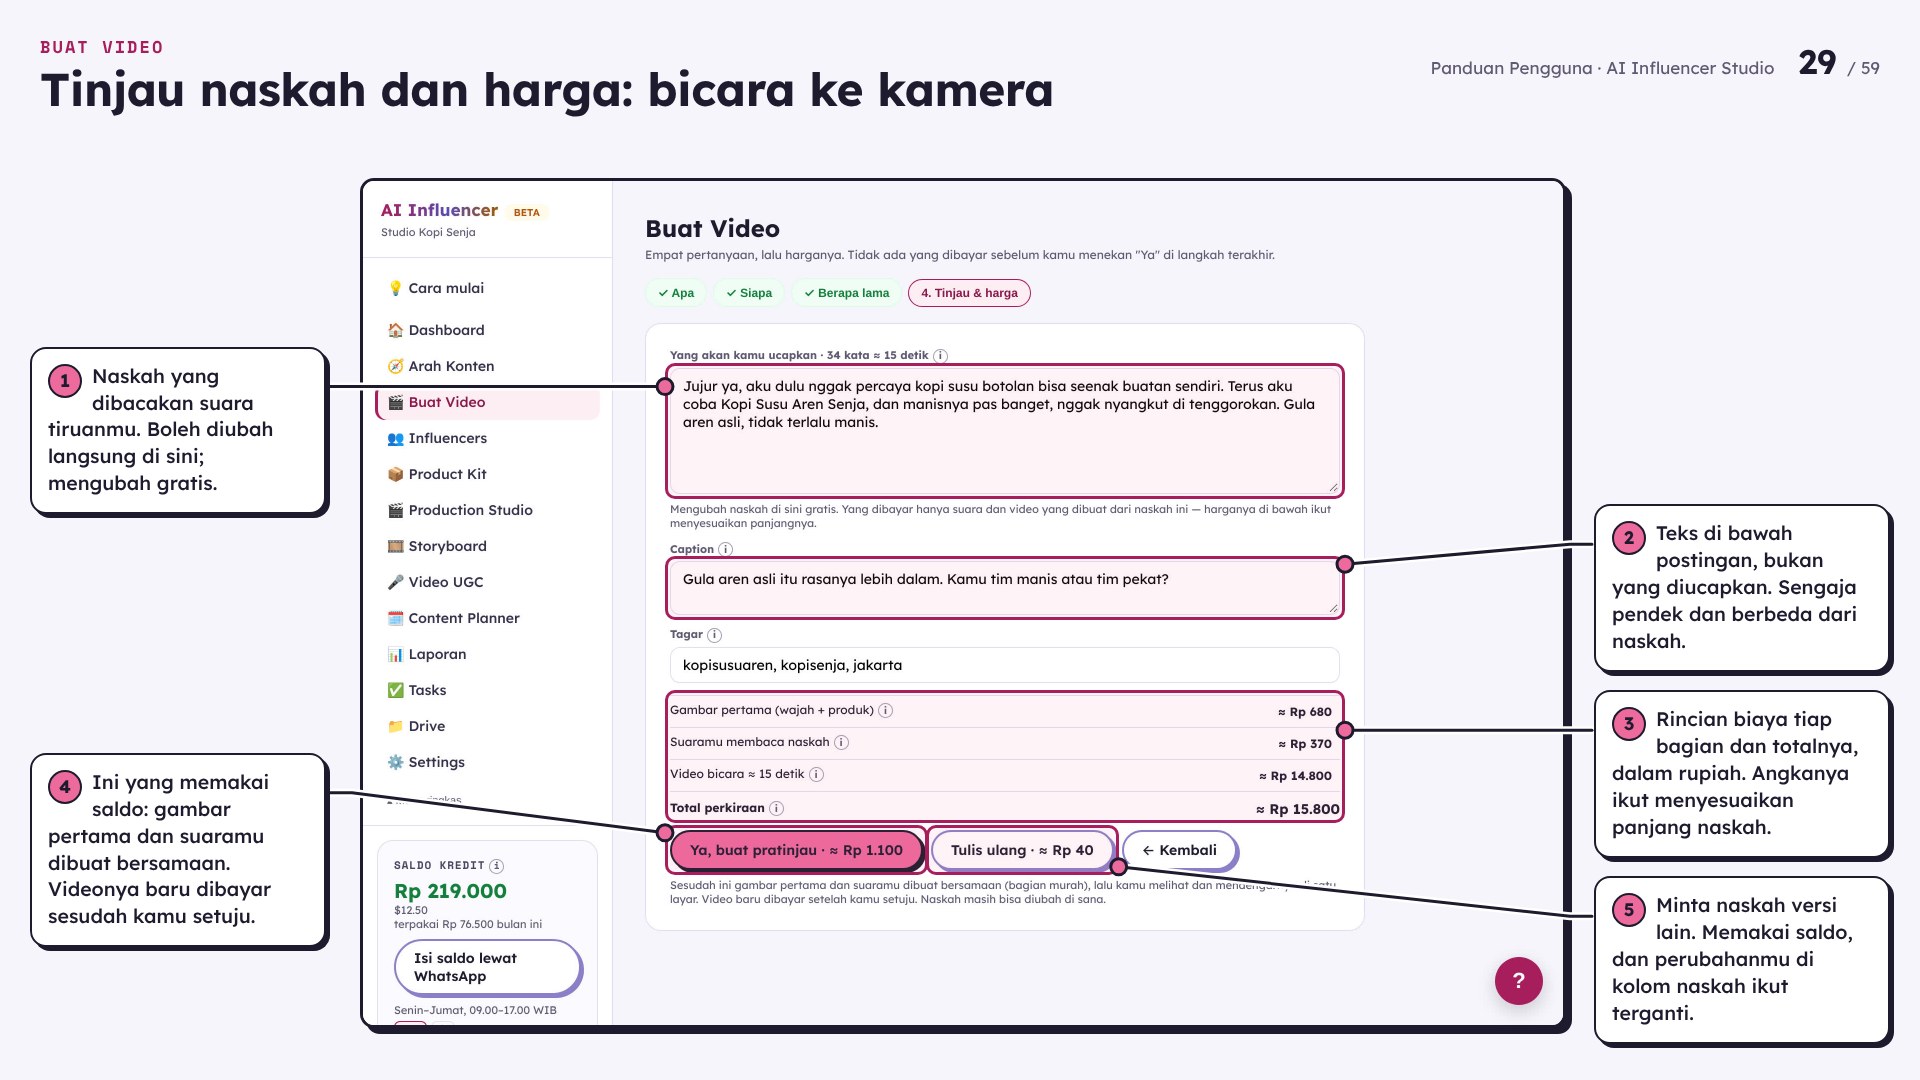 BUAT VIDEO
Tinjau naskah dan harga: bicara ke kamera
Panduan Pengguna · AI Influencer Studio 29 / 59
AI Influencer BETA
Studio Kopi Senja
💡 Cara mulai
🏠 Dashboard
🧭 Arah Konten
🎬 Buat Video
👥 Influencers
📦 Product Kit
🎬 Production Studio
🎞️ Storyboard
🎤 Video UGC
🗓️ Content Planner
📊 Laporan
✅ Tasks
📁 Drive
⚙️ Settings
SALDO KREDIT i
Rp 219.000
$12.50
terpakai Rp 76.500 bulan ini
Isi saldo lewat
WhatsApp
Senin–Jumat, 09.00–17.00 WIB
Buat Video
Empat pertanyaan, lalu harganya. Tidak ada yang dibayar sebelum kamu menekan "Ya" di langkah terakhir.
✓ Apa ✓ Siapa ✓ Berapa lama 4. Tinjau & harga
Yang akan kamu ucapkan · 34 kata ≈ 15 detik i
Jujur ya, aku dulu nggak percaya kopi susu botolan bisa seenak buatan sendiri. Terus aku
coba Kopi Susu Aren Senja, dan manisnya pas banget, nggak nyangkut di tenggorokan. Gula
aren asli, tidak terlalu manis.
Mengubah naskah di sini gratis. Yang dibayar hanya suara dan video yang dibuat dari naskah ini — harganya di bawah ikut
menyesuaikan panjangnya.
Caption i
Gula aren asli itu rasanya lebih dalam. Kamu tim manis atau tim pekat?
Tagar i
kopisusuaren, kopisenja, jakarta
Gambar pertama (wajah + produk) i ≈ Rp 680
Suaramu membaca naskah i ≈ Rp 370
Video bicara ≈ 15 detik i ≈ Rp 14.800
Total perkiraan i ≈ Rp 15.800
Ya, buat pratinjau · ≈ Rp 1.100 Tulis ulang · ≈ Rp 40 ← Kembali
Sesudah ini gambar pertama dan suaramu dibuat bersamaan (bagian murah), lalu kamu melihat dan
layar. Video baru dibayar setelah kamu setuju. Naskah masih bisa diubah di sana.
?
1 Naskah yang
dibacakan suara
tiruanmu. Boleh diubah
langsung di sini;
mengubah gratis.
2 Teks di bawah
postingan, bukan
yang diucapkan. Sengaja
pendek dan berbeda dari
naskah.
3 Rincian biaya tiap
bagian dan totalnya,
dalam rupiah. Angkanya
ikut menyesuaikan
panjang naskah.
4 Ini yang memakai
saldo: gambar
pertama dan suaramu
dibuat bersamaan.
Videonya baru dibayar
sesudah kamu setuju.
5 Minta naskah versi
lain. Memakai saldo,
dan perubahanmu di
kolom naskah ikut
terganti.